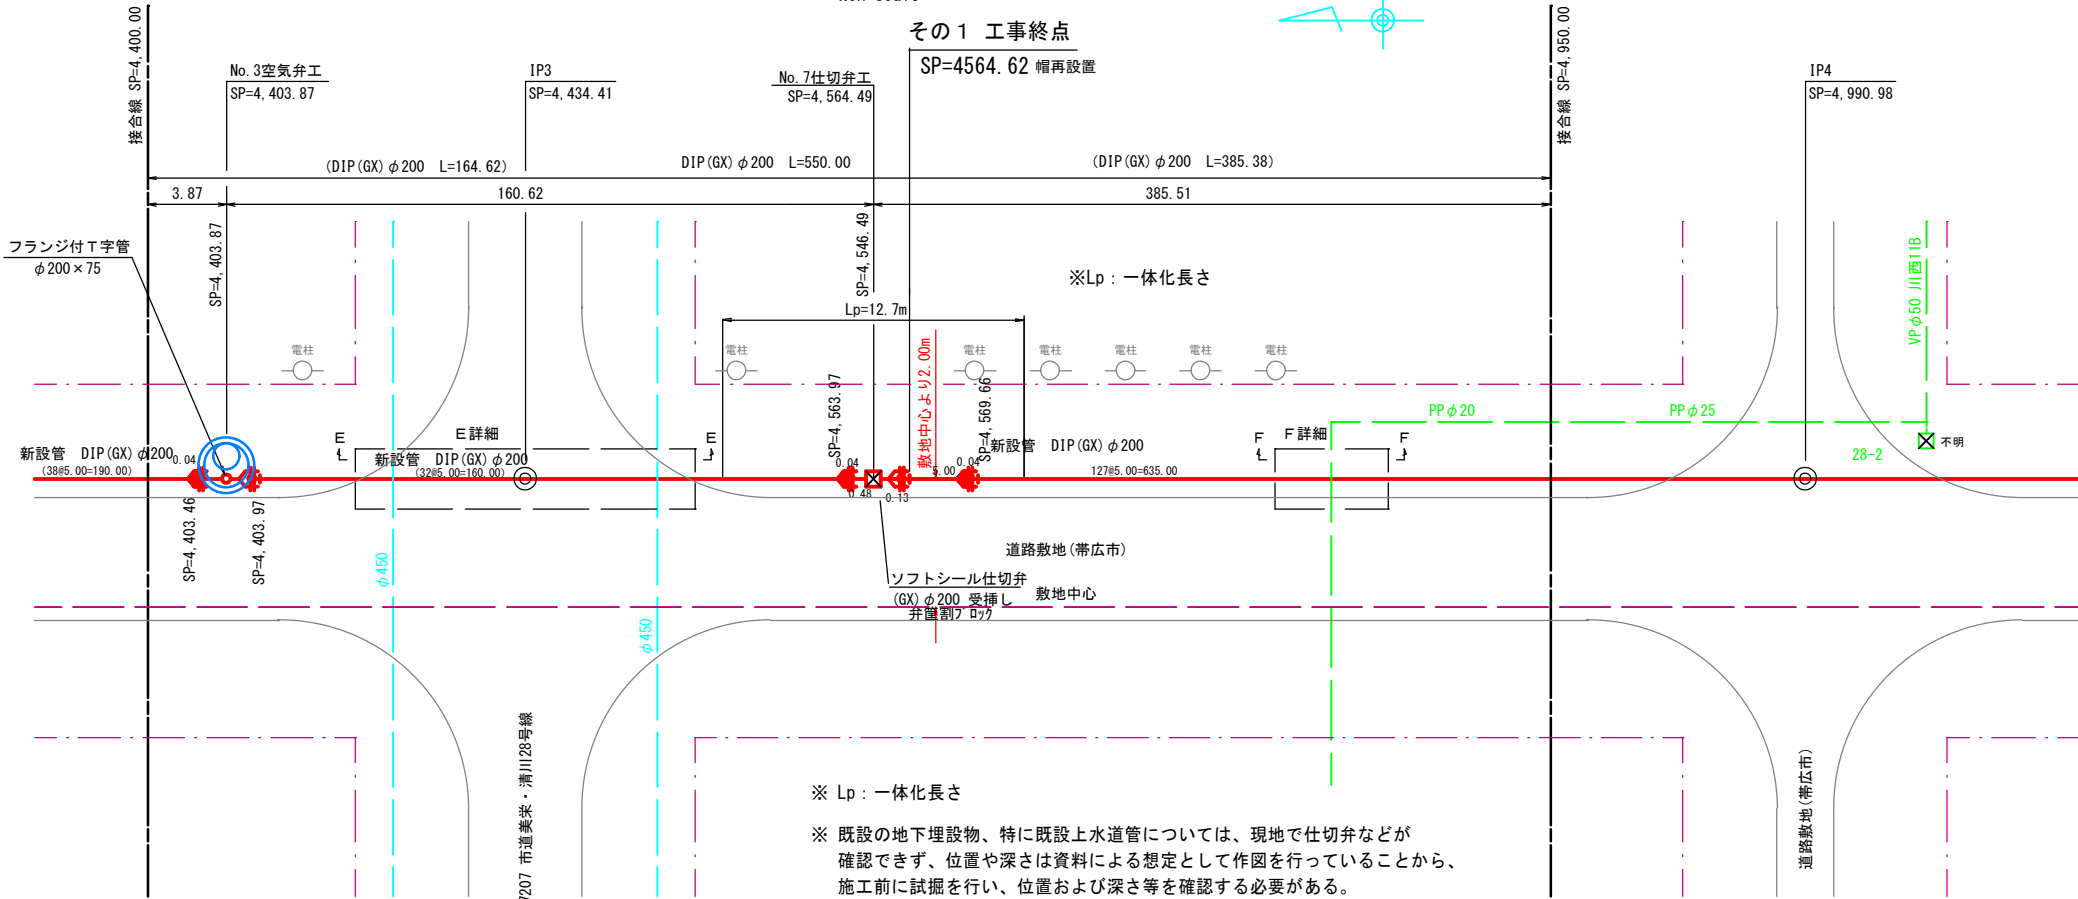 その１ 工事終点
SP=4564.62 帽再設置
接合線 SP=4,400.00
No.3空気弁工
SP=4,403.87
IP3
SP=4,434.41
No.7仕切弁工
SP=4,564.49
接合線 SP=4,950.00
IP4
SP=4,990.98
(DIP(GX)φ200 L=164.62)
DIP(GX)φ200 L=550.00
(DIP(GX)φ200 L=385.38)
3.87
160.62
385.51
フランジ付Ｔ字管
φ200×75
SP=4,403.87
SP=4,546.49
※Lp：一体化長さ
Lp=12.7m
VPφ50 川西11B
電柱
電柱
電柱
電柱
電柱
電柱
電柱
SP=4,563.97
敷地中心より2.00m
SP=4,569.66
PPφ20
PPφ25
新設管 DIP(GX)φ200
(38@5.00=190.00)
0.04
E
Ｅ詳細
E
新設管 DIP(GX)φ200
(32@5.00=160.00)
0.04
0.48
0.13
5.00
0.04
新設管 DIP(GX)φ200
127@5.00=635.00
F
Ｆ詳細
F
28-2
不明
SP=4,403.46
SP=4,403.97
φ450
φ450
道路敷地(帯広市)
ソフトシール仕切弁
(GX)φ200 受挿し
弁筺割ブロック
敷地中心
7207 市道美栄・清川28号線
道路敷地(帯広市)
※ Lp：一体化長さ
※ 既設の地下埋設物、特に既設上水道管については、現地で仕切弁などが
確認できず、位置や深さは資料による想定として作図を行っていることから、
施工前に試掘を行い、位置および深さ等を確認する必要がある。